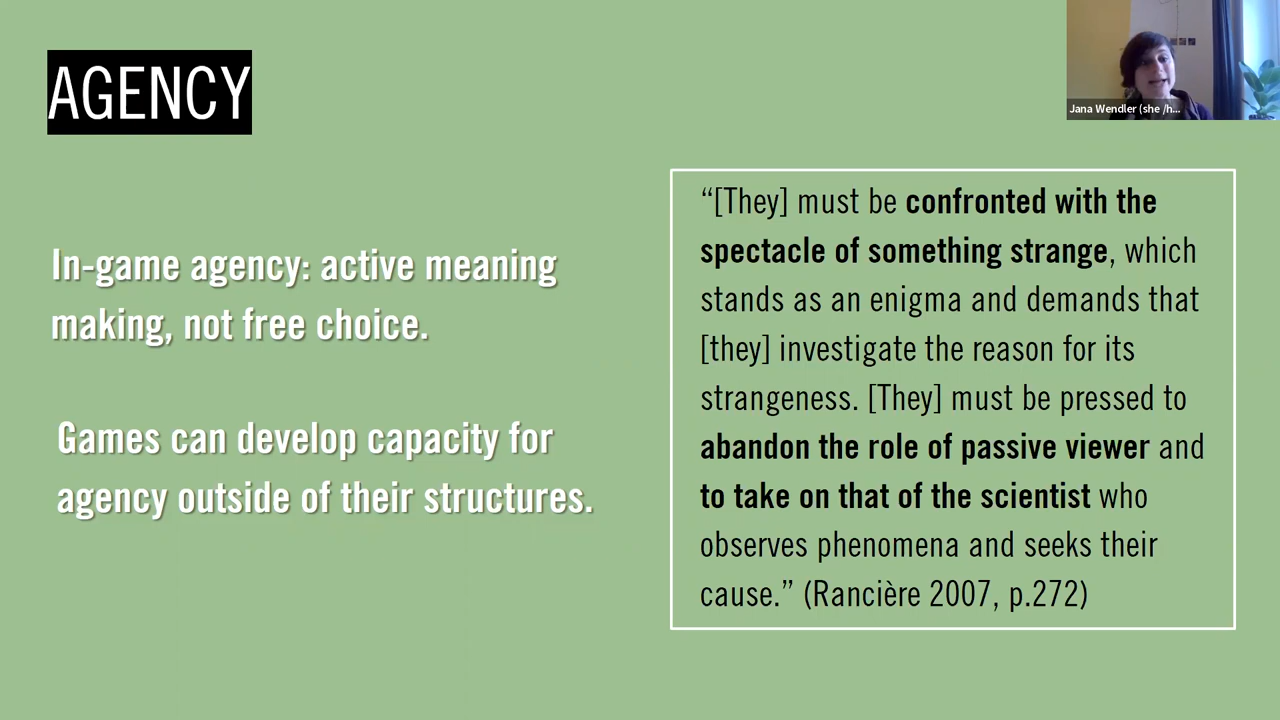 AGENCY
Jana Wendler (she /h...
In-game agency: active meaning
making, not free choice.
Games can develop capacity for
agency outside of their structures.
“[They] must be confronted with the
spectacle of something strange, which
stands as an enigma and demands that
[they] investigate the reason for its
strangeness. [They] must be pressed to
abandon the role of passive viewer and
to take on that of the scientist who
observes phenomena and seeks their
cause.” (Rancière 2007, p.272)